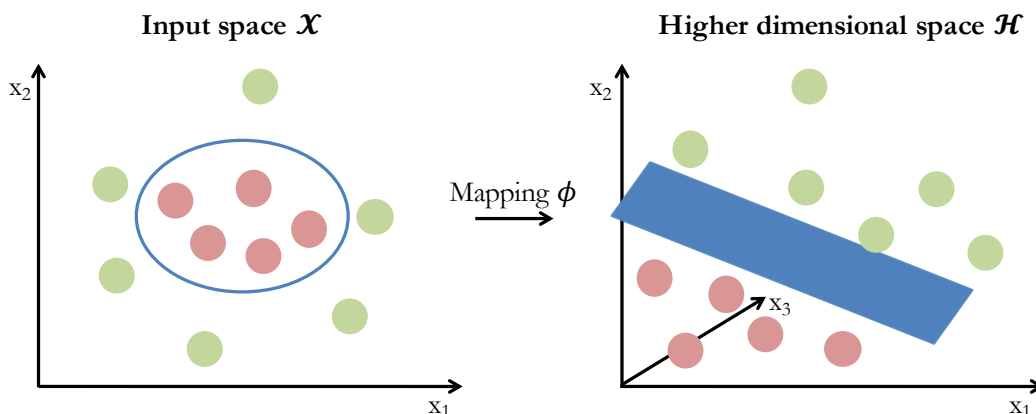 Input space 𝓧
Higher dimensional space 𝓗
x₂
x₁
Mapping ϕ
x₂
x₃
x₁